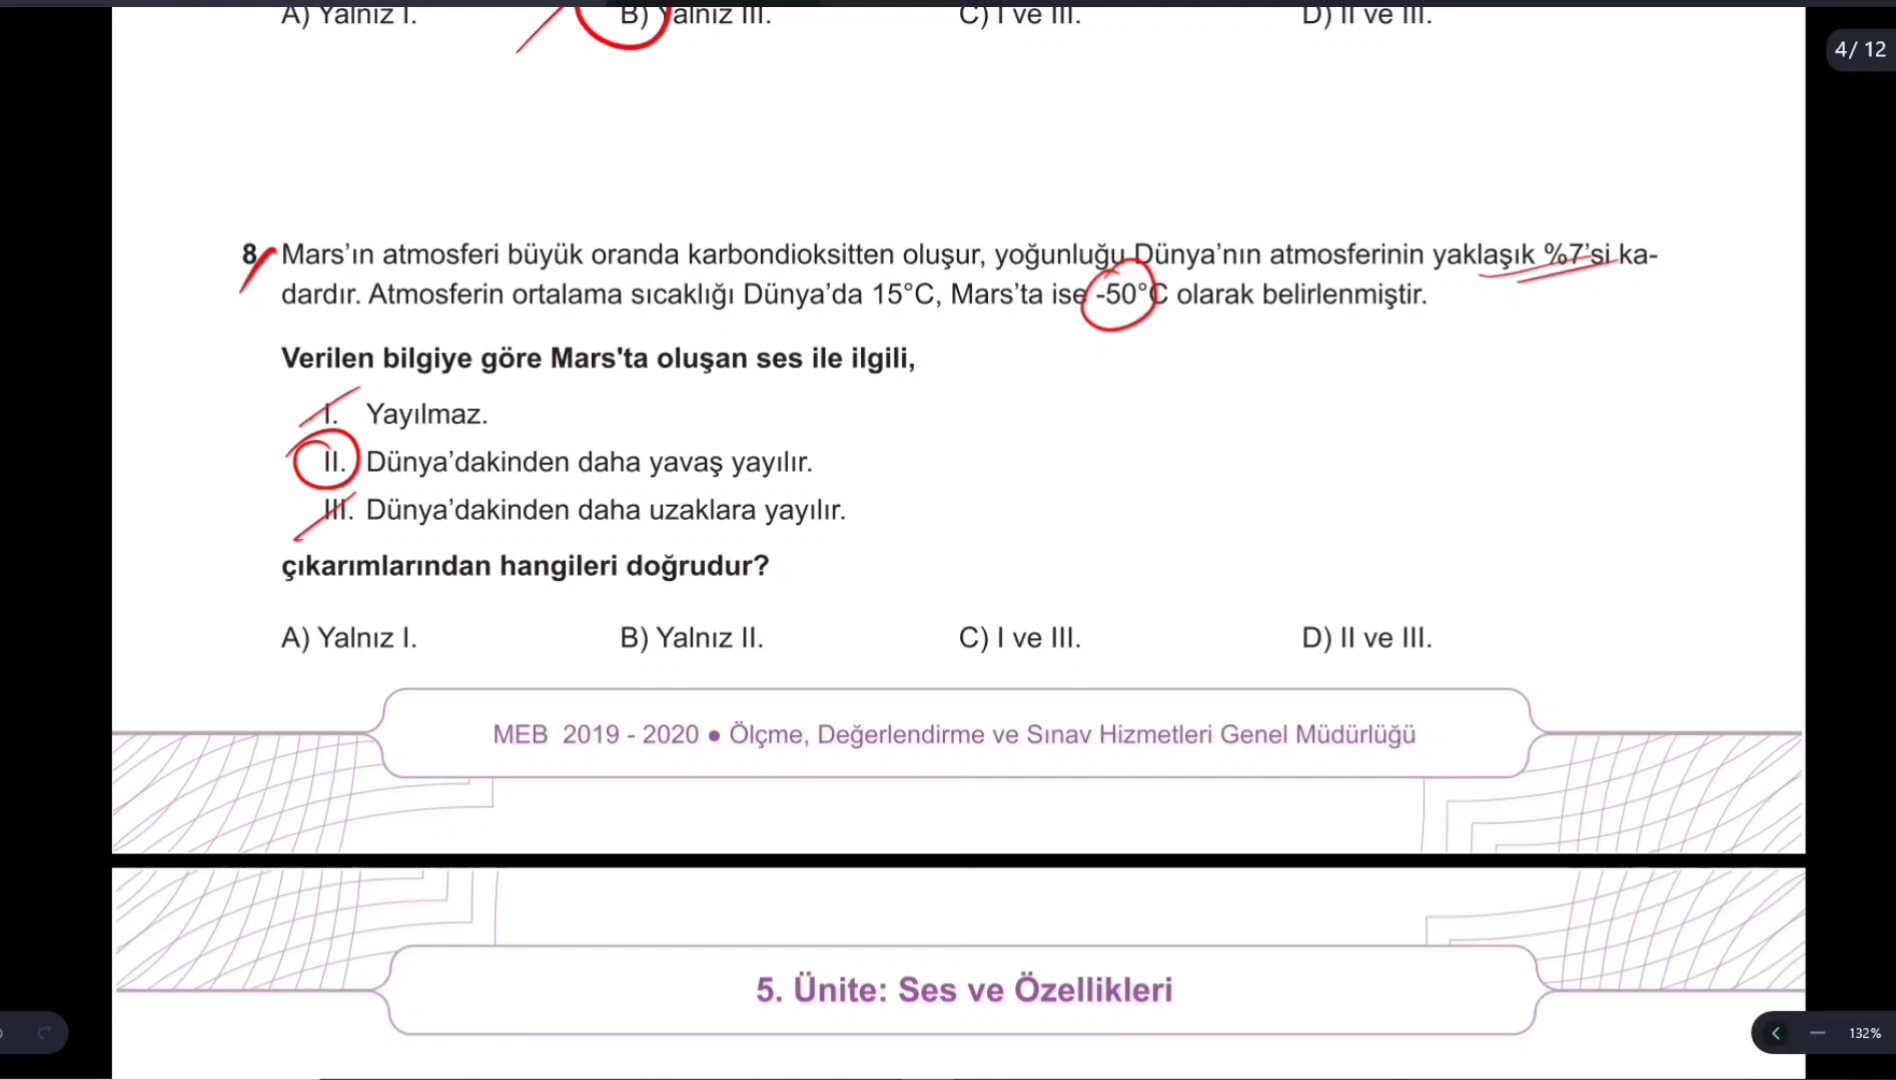 A) Yalnız I. B) Yalnız III. C) I ve III. D) II ve III.
4/ 12
8. Mars’ın atmosferi büyük oranda karbondioksitten oluşur, yoğunluğu Dünya’nın atmosferinin yaklaşık %7’si ka-
dardır. Atmosferin ortalama sıcaklığı Dünya’da 15°C, Mars’ta ise -50°C olarak belirlenmiştir.
Verilen bilgiye göre Mars'ta oluşan ses ile ilgili,
I. Yayılmaz.
II. Dünya’dakinden daha yavaş yayılır.
III. Dünya’dakinden daha uzaklara yayılır.
çıkarımlarından hangileri doğrudur?
A) Yalnız I. B) Yalnız II. C) I ve III. D) II ve III.
MEB 2019 - 2020 ● Ölçme, Değerlendirme ve Sınav Hizmetleri Genel Müdürlüğü
5. Ünite: Ses ve Özellikleri
132%